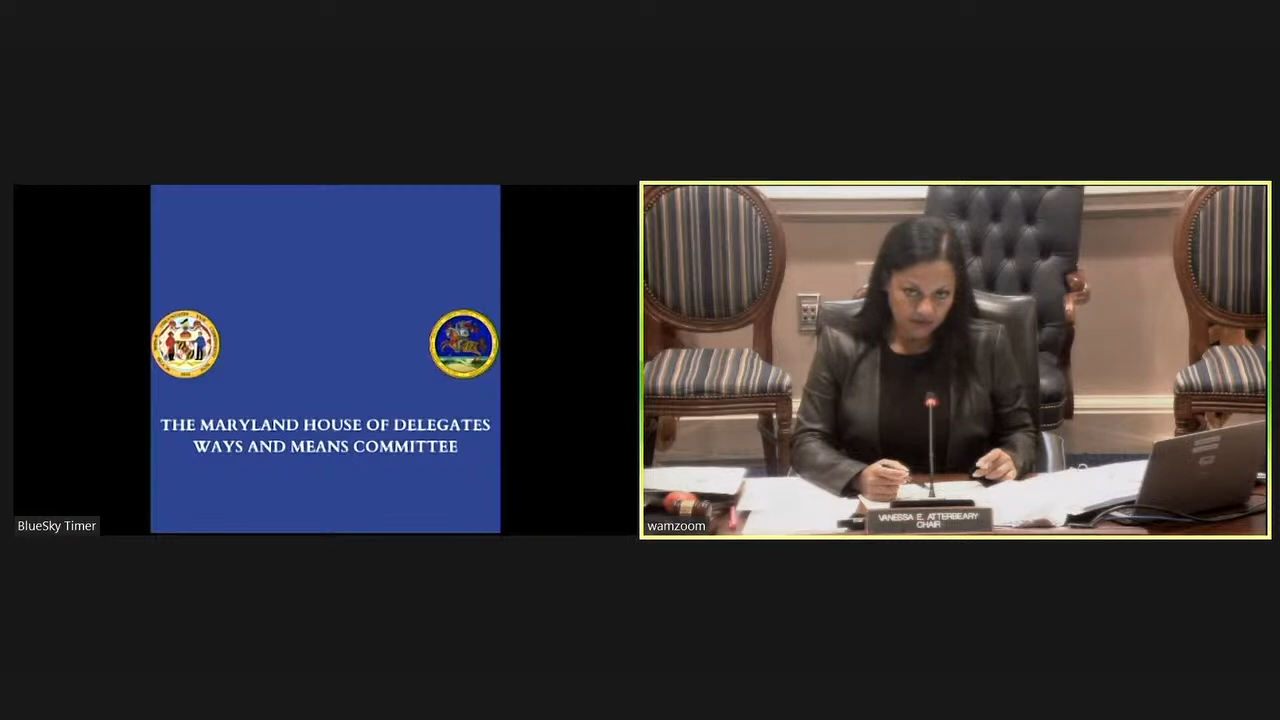 THE MARYLAND HOUSE OF DELEGATES
WAYS AND MEANS COMMITTEE
BlueSky Timer
wamzoom
VANESSA E. ATTERBEARY
CHAIR